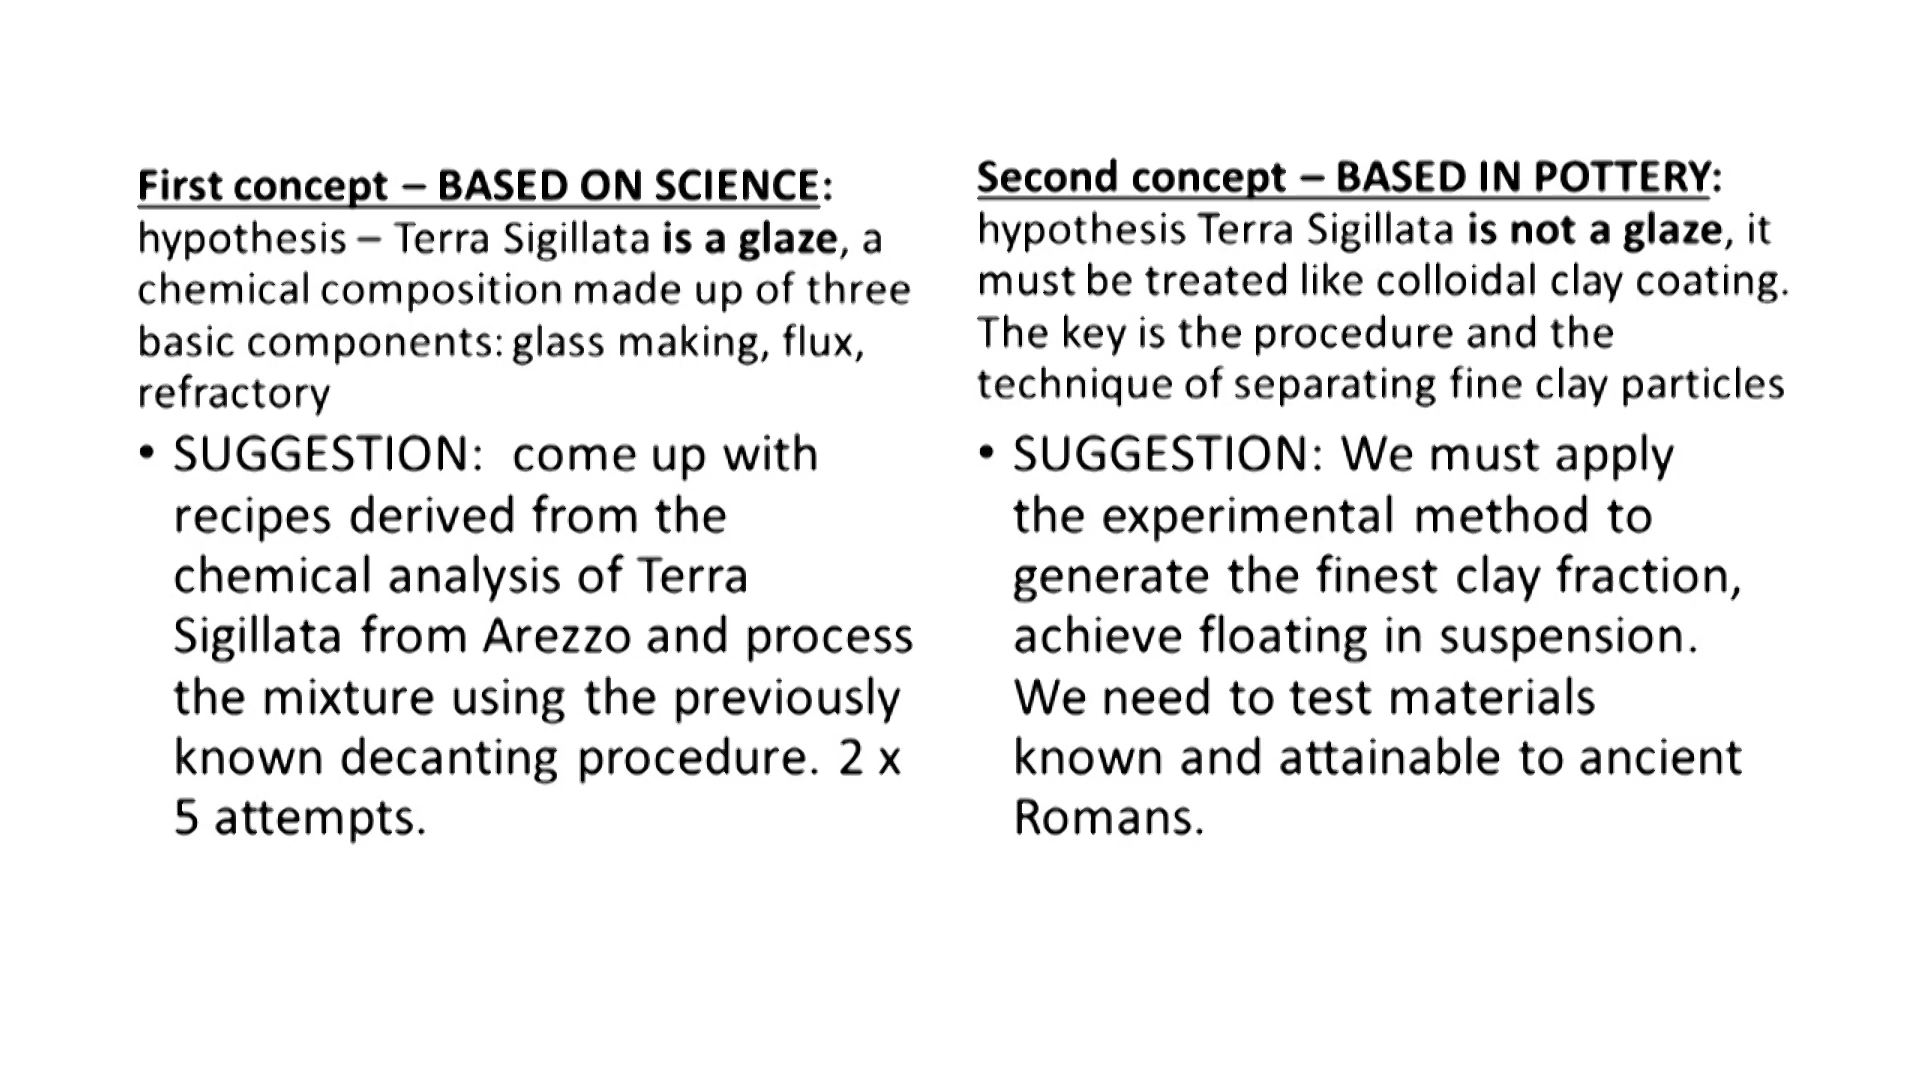 First concept – BASED ON SCIENCE:
hypothesis – Terra Sigillata is a glaze, a
chemical composition made up of three
basic components: glass making, flux,
refractory
• SUGGESTION:  come up with
recipes derived from the
chemical analysis of Terra
Sigillata from Arezzo and process
the mixture using the previously
known decanting procedure. 2 x
5 attempts.
Second concept – BASED IN POTTERY:
hypothesis Terra Sigillata is not a glaze, it
must be treated like colloidal clay coating.
The key is the procedure and the
technique of separating fine clay particles
• SUGGESTION: We must apply
the experimental method to
generate the finest clay fraction,
achieve floating in suspension.
We need to test materials
known and attainable to ancient
Romans.